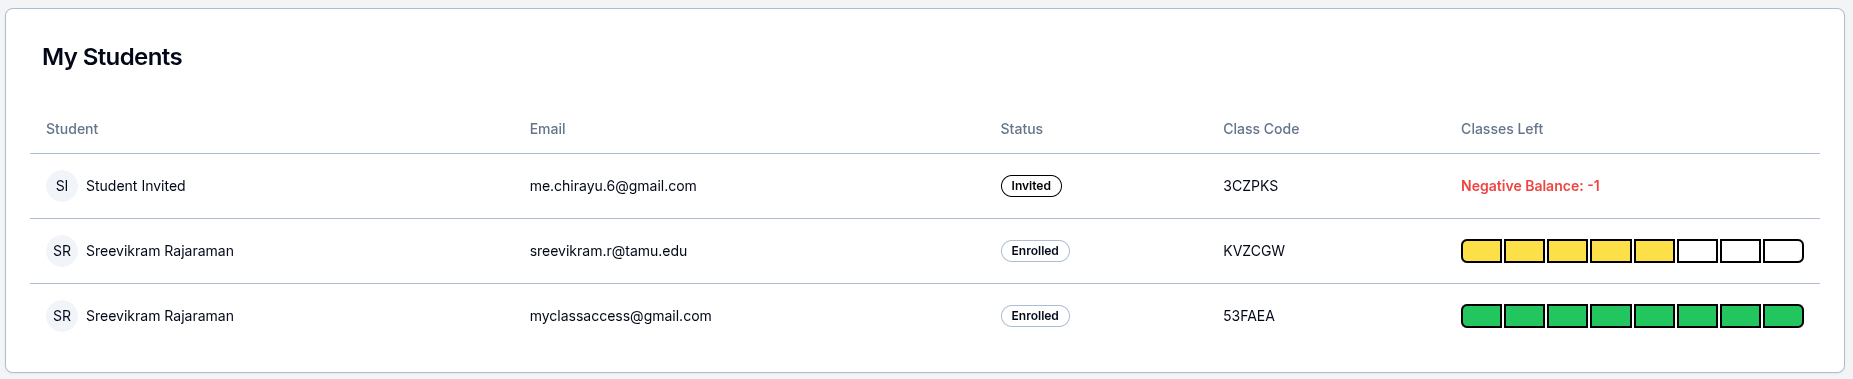 My Students
Student Email Status Class Code Classes Left
SI Student Invited me.chirayu.6@gmail.com Invited 3CZPKS Negative Balance: -1
SR Sreevikram Rajaraman sreevikram.r@tamu.edu Enrolled KVZCGW
SR Sreevikram Rajaraman myclassaccess@gmail.com Enrolled 53FAEA